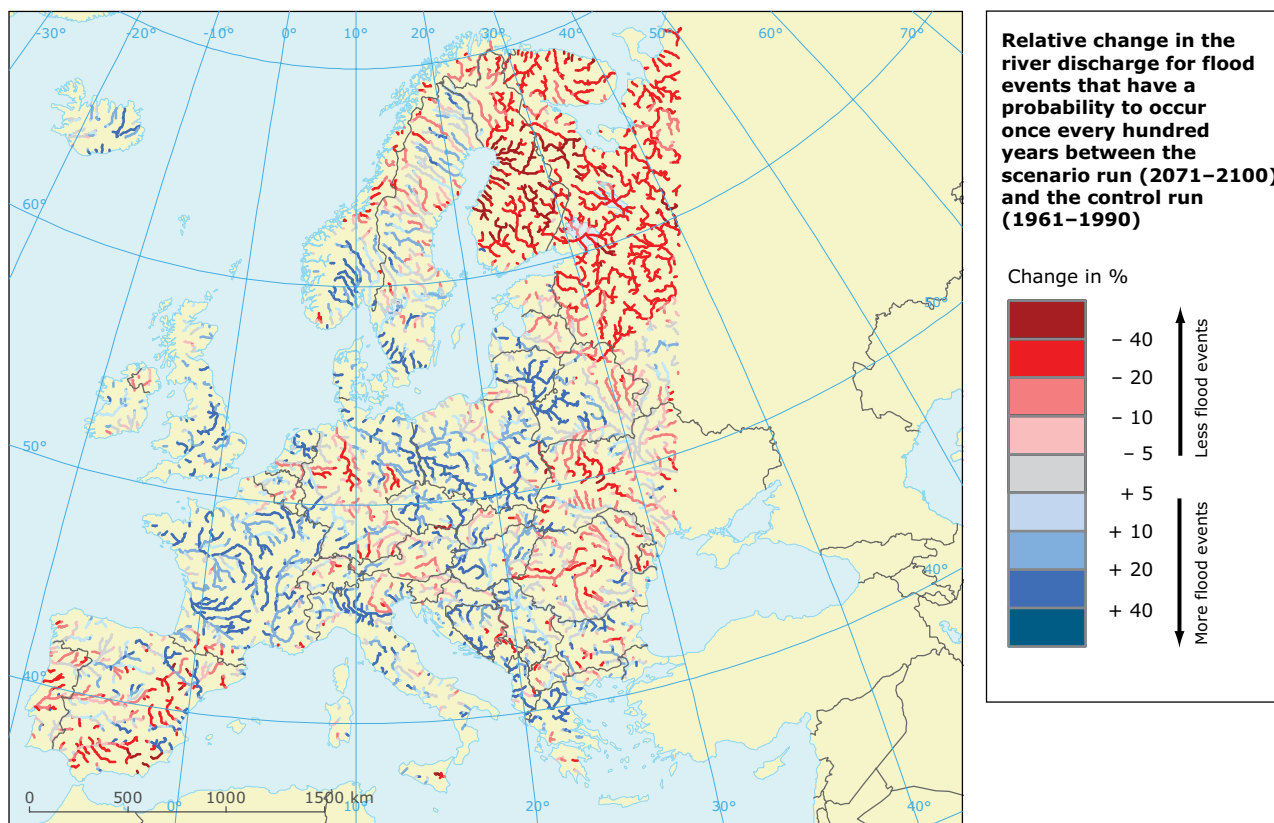 -30° -20° -10° 0° 10° 20° 30° 40° 50° 60° 70°
60°
50°
50°
40°
40°
0 500 1000 1500 km
0° 10° 20° 30° 40°
Relative change in the
river discharge for flood
events that have a
probability to occur
once every hundred
years between the
scenario run (2071–2100)
and the control run
(1961–1990)
Change in %
– 40
– 20
– 10
– 5
+ 5
+ 10
+ 20
+ 40
Less flood events
More flood events